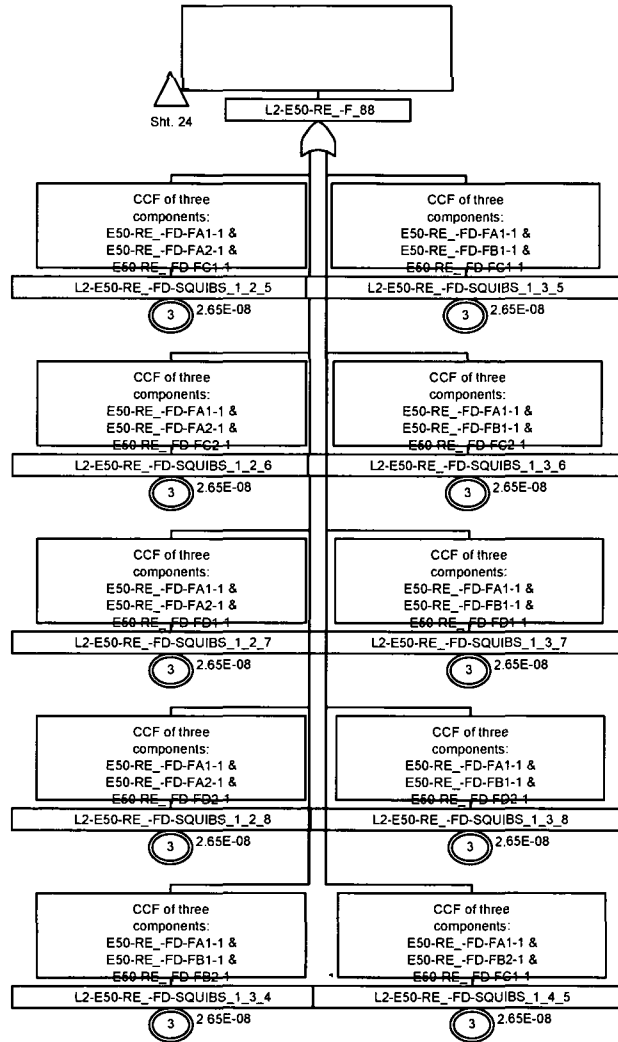 Sht. 24
L2-E50-RE_-F_88
CCF of three
components:
E50-RE_-FD-FA1-1 &
E50-RE_-FD-FA2-1 &
E50-RE_-FD-FC1-1
L2-E50-RE_-FD-SQUIBS_1_2_5
3
2.65E-08
CCF of three
components:
E50-RE_-FD-FA1-1 &
E50-RE_-FD-FB1-1 &
E50-RE_-FD-FC1-1
L2-E50-RE_-FD-SQUIBS_1_3_5
3
2.65E-08
CCF of three
components:
E50-RE_-FD-FA1-1 &
E50-RE_-FD-FA2-1 &
E50-RE_-FD-FC2-1
L2-E50-RE_-FD-SQUIBS_1_2_6
3
2.65E-08
CCF of three
components:
E50-RE_-FD-FA1-1 &
E50-RE_-FD-FB1-1 &
E50-RE_-FD-FC2-1
L2-E50-RE_-FD-SQUIBS_1_3_6
3
2.65E-08
CCF of three
components:
E50-RE_-FD-FA1-1 &
E50-RE_-FD-FA2-1 &
E50-RE_-FD-FD1-1
L2-E50-RE_-FD-SQUIBS_1_2_7
3
2.65E-08
CCF of three
components:
E50-RE_-FD-FA1-1 &
E50-RE_-FD-FB1-1 &
E50-RE_-FD-FD1-1
L2-E50-RE_-FD-SQUIBS_1_3_7
3
2.65E-08
CCF of three
components:
E50-RE_-FD-FA1-1 &
E50-RE_-FD-FA2-1 &
E50-RE_-FD-FD2-1
L2-E50-RE_-FD-SQUIBS_1_2_8
3
2.65E-08
CCF of three
components:
E50-RE_-FD-FA1-1 &
E50-RE_-FD-FB1-1 &
E50-RE_-FD-FD2-1
L2-E50-RE_-FD-SQUIBS_1_3_8
3
2.65E-08
CCF of three
components:
E50-RE_-FD-FA1-1 &
E50-RE_-FD-FB1-1 &
E50-RE_-FD-FB2-1
L2-E50-RE_-FD-SQUIBS_1_3_4
3
2.65E-08
CCF of three
components:
E50-RE_-FD-FA1-1 &
E50-RE_-FD-FB2-1 &
E50-RE_-FD-FC1-1
L2-E50-RE_-FD-SQUIBS_1_4_5
3
2.65E-08